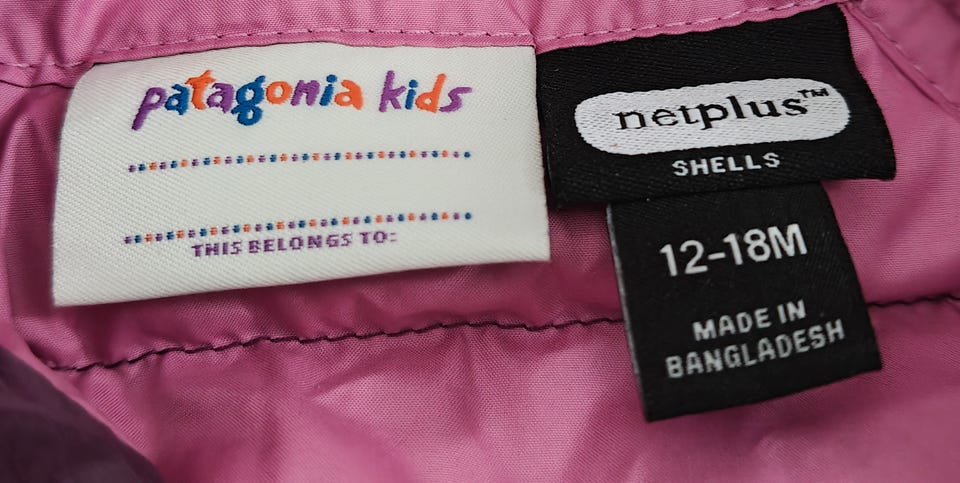 patagonia kids
THIS BELONGS TO:
netplus™
SHELLS
12-18M
MADE IN
BANGLADESH